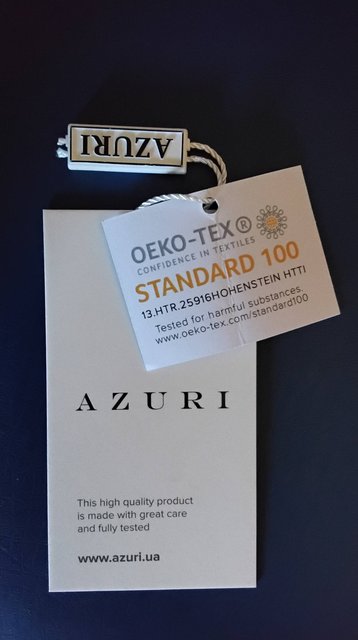 AZURI
OEKO-TEX®
CONFIDENCE IN TEXTILES
STANDARD 100
13.HTR.25916HOHENSTEIN HTTI
Tested for harmful substances.
www.oeko-tex.com/standard100
AZURI
This high quality product
is made with great care
and fully tested
www.azuri.ua